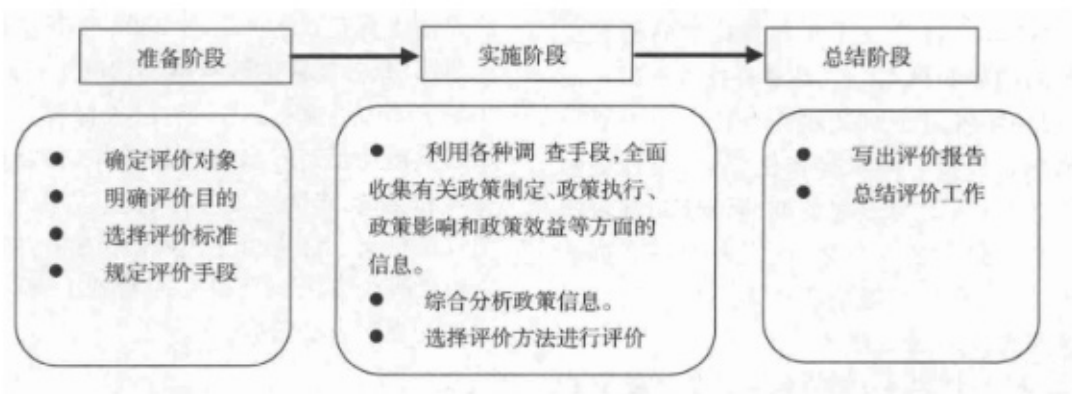 准备阶段
实施阶段
总结阶段
● 确定评价对象
● 明确评价目的
● 选择评价标准
● 规定评价手段
● 利用各种调 查手段,全面
收集有关政策制定、政策执行、
政策影响和政策效益等方面的
信息。
● 综合分析政策信息。
● 选择评价方法进行评价
● 写出评价报告
● 总结评价工作